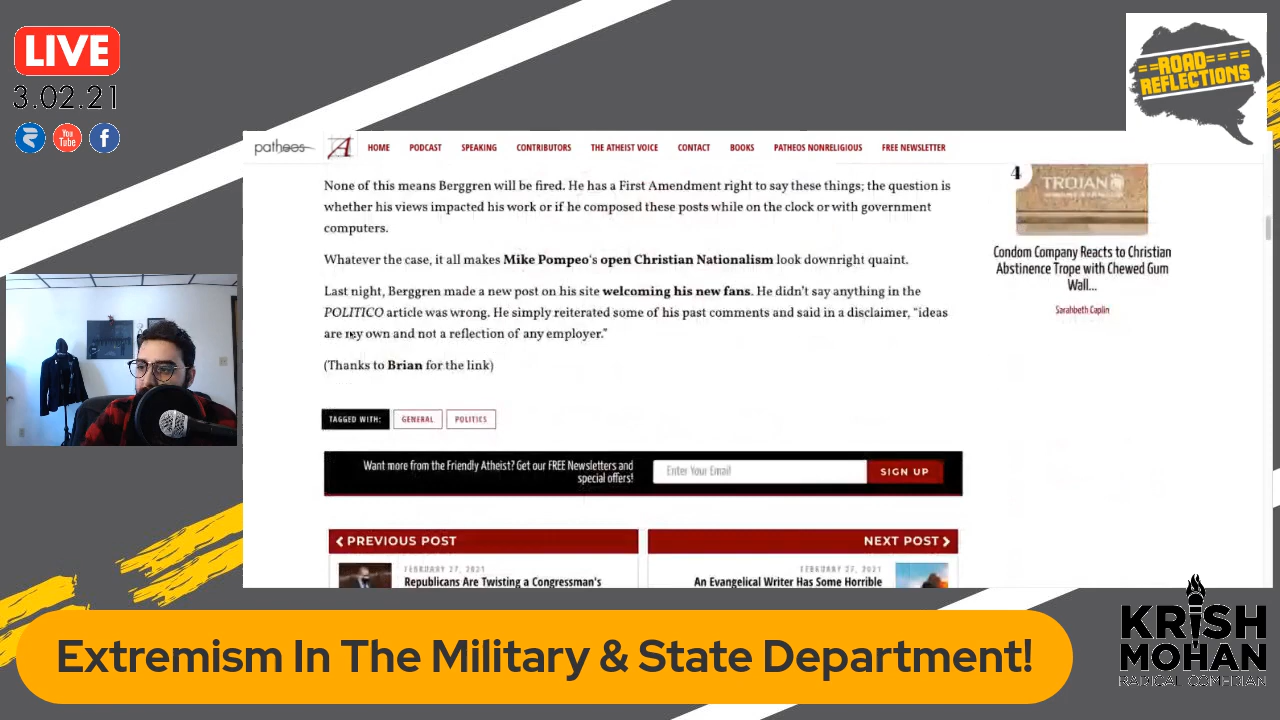 LIVE
3.02.21
You
Tube
==ROAD====
REFLECTIONS
patheos
A
HOME PODCAST SPEAKING CONTRIBUTORS THE ATHEIST VOICE CONTACT BOOKS PATHEOS NONRELIGIOUS FREE NEWSLETTER
None of this means Berggren will be fired. He has a First Amendment right to say these things; the question is
whether his views impacted his work or if he composed these posts while on the clock or with government
computers.
Whatever the case, it all makes Mike Pompeo's open Christian Nationalism look downright quaint.
Last night, Berggren made a new post on his site welcoming his new fans. He didn't say anything in the
POLITICO article was wrong. He simply reiterated some of his past comments and said in a disclaimer, "ideas
are my own and not a reflection of any employer."
(Thanks to Brian for the link)
4
TROJAN
Condom Company Reacts to Christian
Abstinence Trope with Chewed Gum
Wall...
Sarahbeth Caplin
TAGGED WITH: GENERAL POLITICS
Want more from the Friendly Atheist? Get our FREE Newsletters and
special offers!
Enter Your Email
SIGN UP
PREVIOUS POST
FEBRUARY 27, 2021
Republicans Are Twisting a Congressman's
NEXT POST
FEBRUARY 27, 2021
An Evangelical Writer Has Some Horrible
Extremism In The Military & State Department!
KRISH
MOHAN
RADICAL COMEDIAN